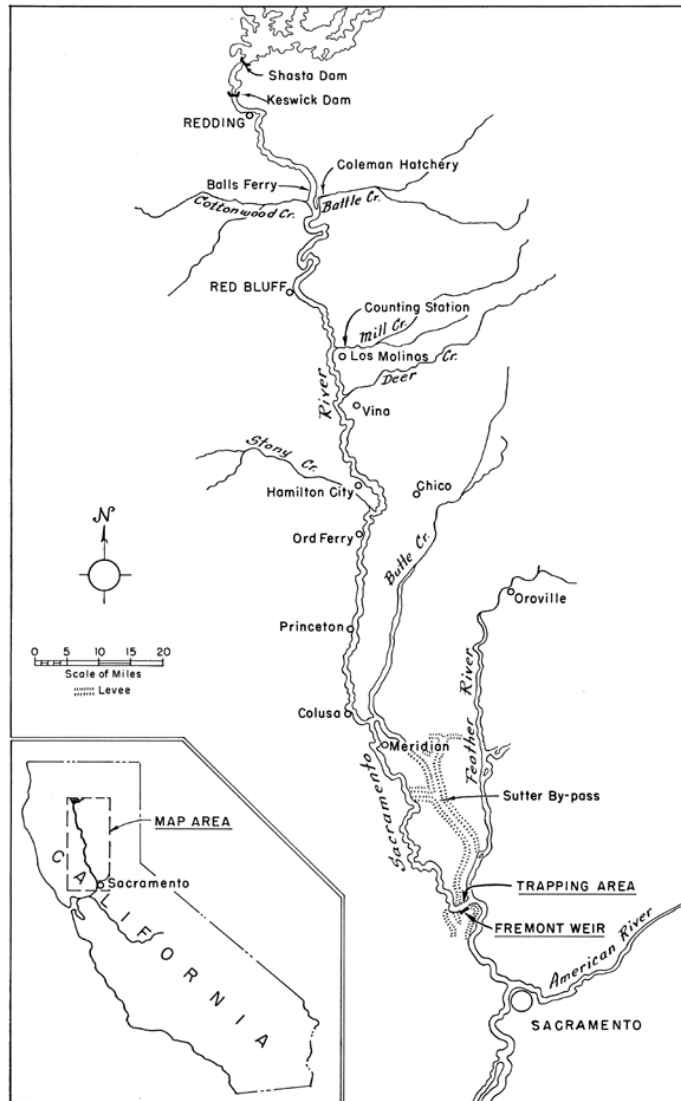 Shasta Dam
Keswick Dam
REDDING
Coleman Hatchery
Balls Ferry
Battle Cr.
Cottonwood Cr.
RED BLUFF
Counting Station
Mill Cr.
Los Molinos
Deer Cr.
River
Vina
Stony Cr.
Hamilton City
Chico
N
Ord Ferry
Butte Cr.
Oroville
Princeton
0 5 10 15 20
Scale of Miles
Levee
Feather River
Colusa
Meridian
Sacramento
Sutter By-pass
MAP AREA
Sacramento
CALIFORNIA
TRAPPING AREA
FREMONT WEIR
American River
SACRAMENTO